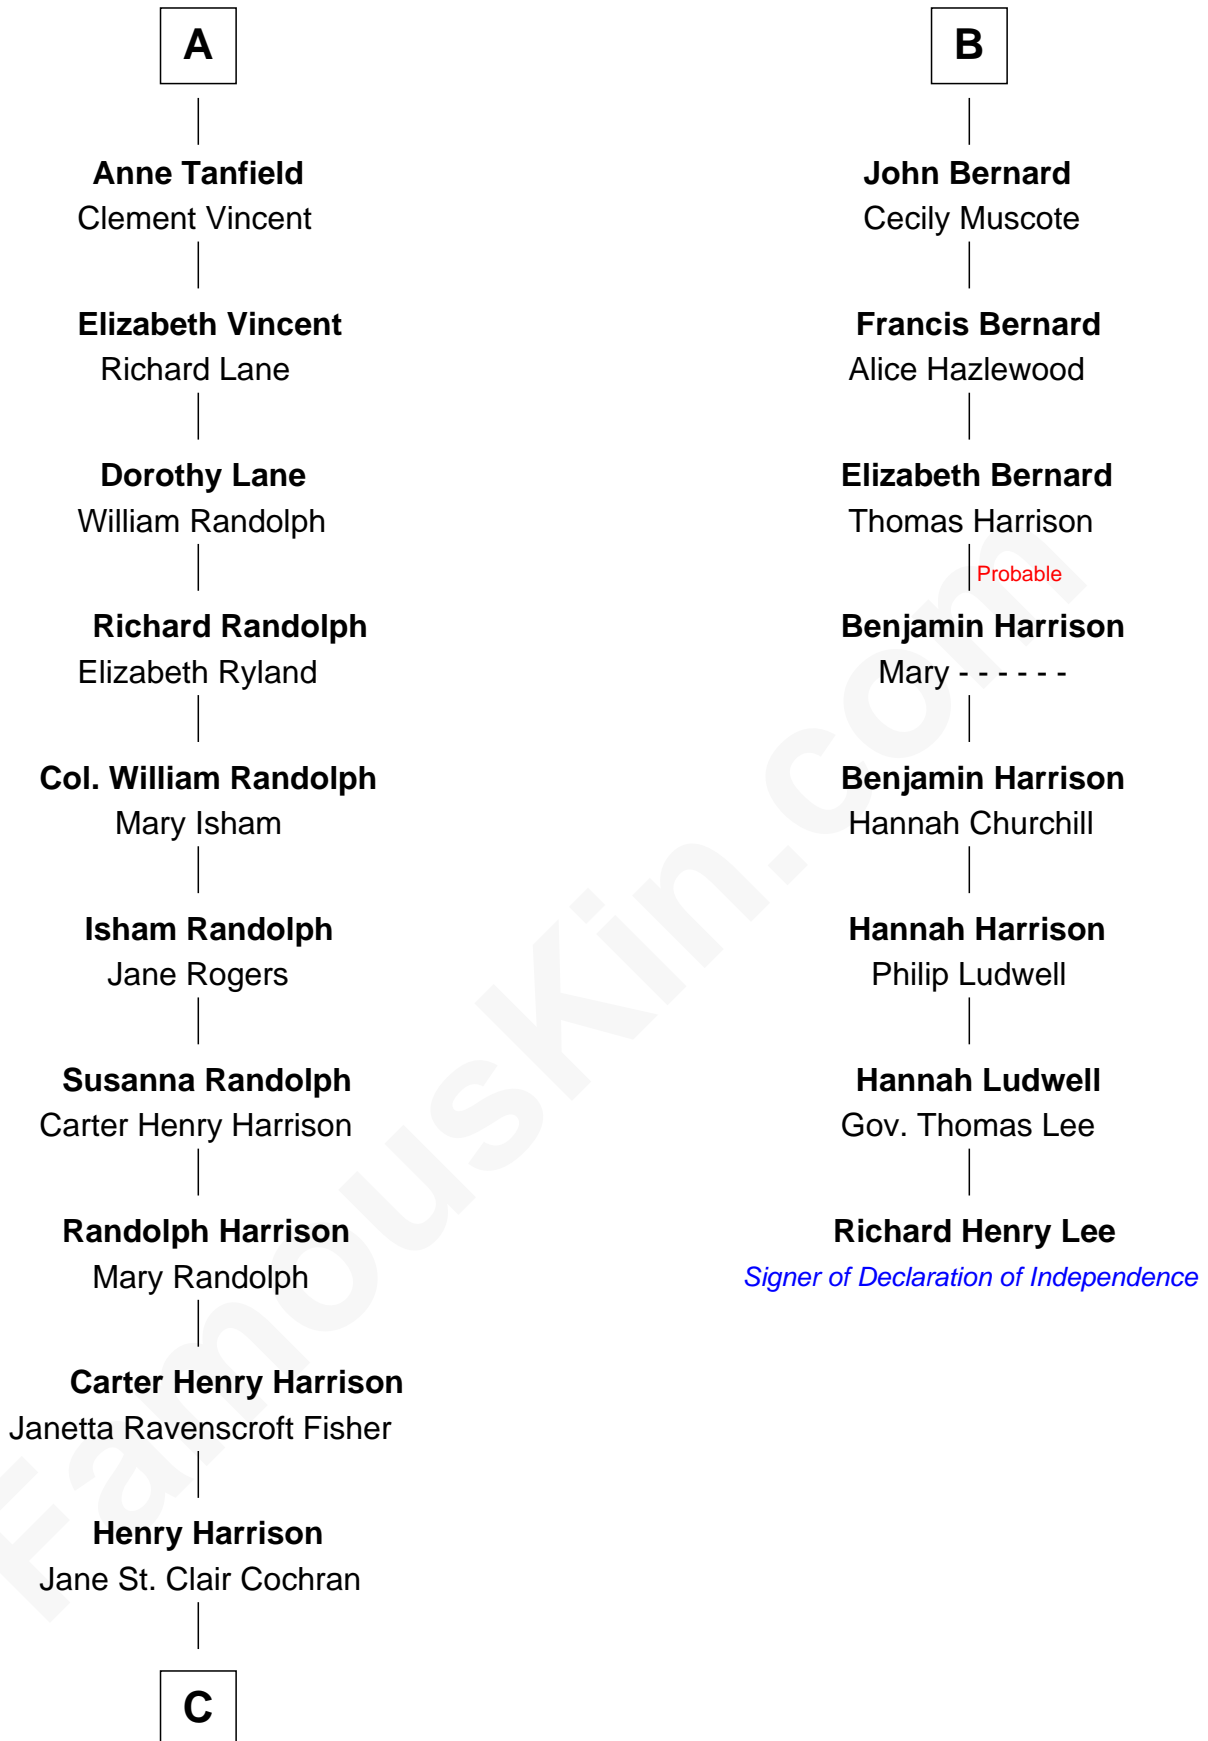 A
Anne Tanfield
Clement Vincent
Elizabeth Vincent
Richard Lane
Dorothy Lane
William Randolph
Richard Randolph
Elizabeth Ryland
Col. William Randolph
Mary Isham
Isham Randolph
Jane Rogers
Susanna Randolph
Carter Henry Harrison
Randolph Harrison
Mary Randolph
Carter Henry Harrison
Janetta Ravenscroft Fisher
Henry Harrison
Jane St. Clair Cochran
C
B
John Bernard
Cecily Muscote
Francis Bernard
Alice Hazlewood
Elizabeth Bernard
Thomas Harrison
Probable
Benjamin Harrison
Mary - - - - - -
Benjamin Harrison
Hannah Churchill
Hannah Harrison
Philip Ludwell
Hannah Ludwell
Gov. Thomas Lee
Richard Henry Lee
Signer of Declaration of Independence
FamousKin.com